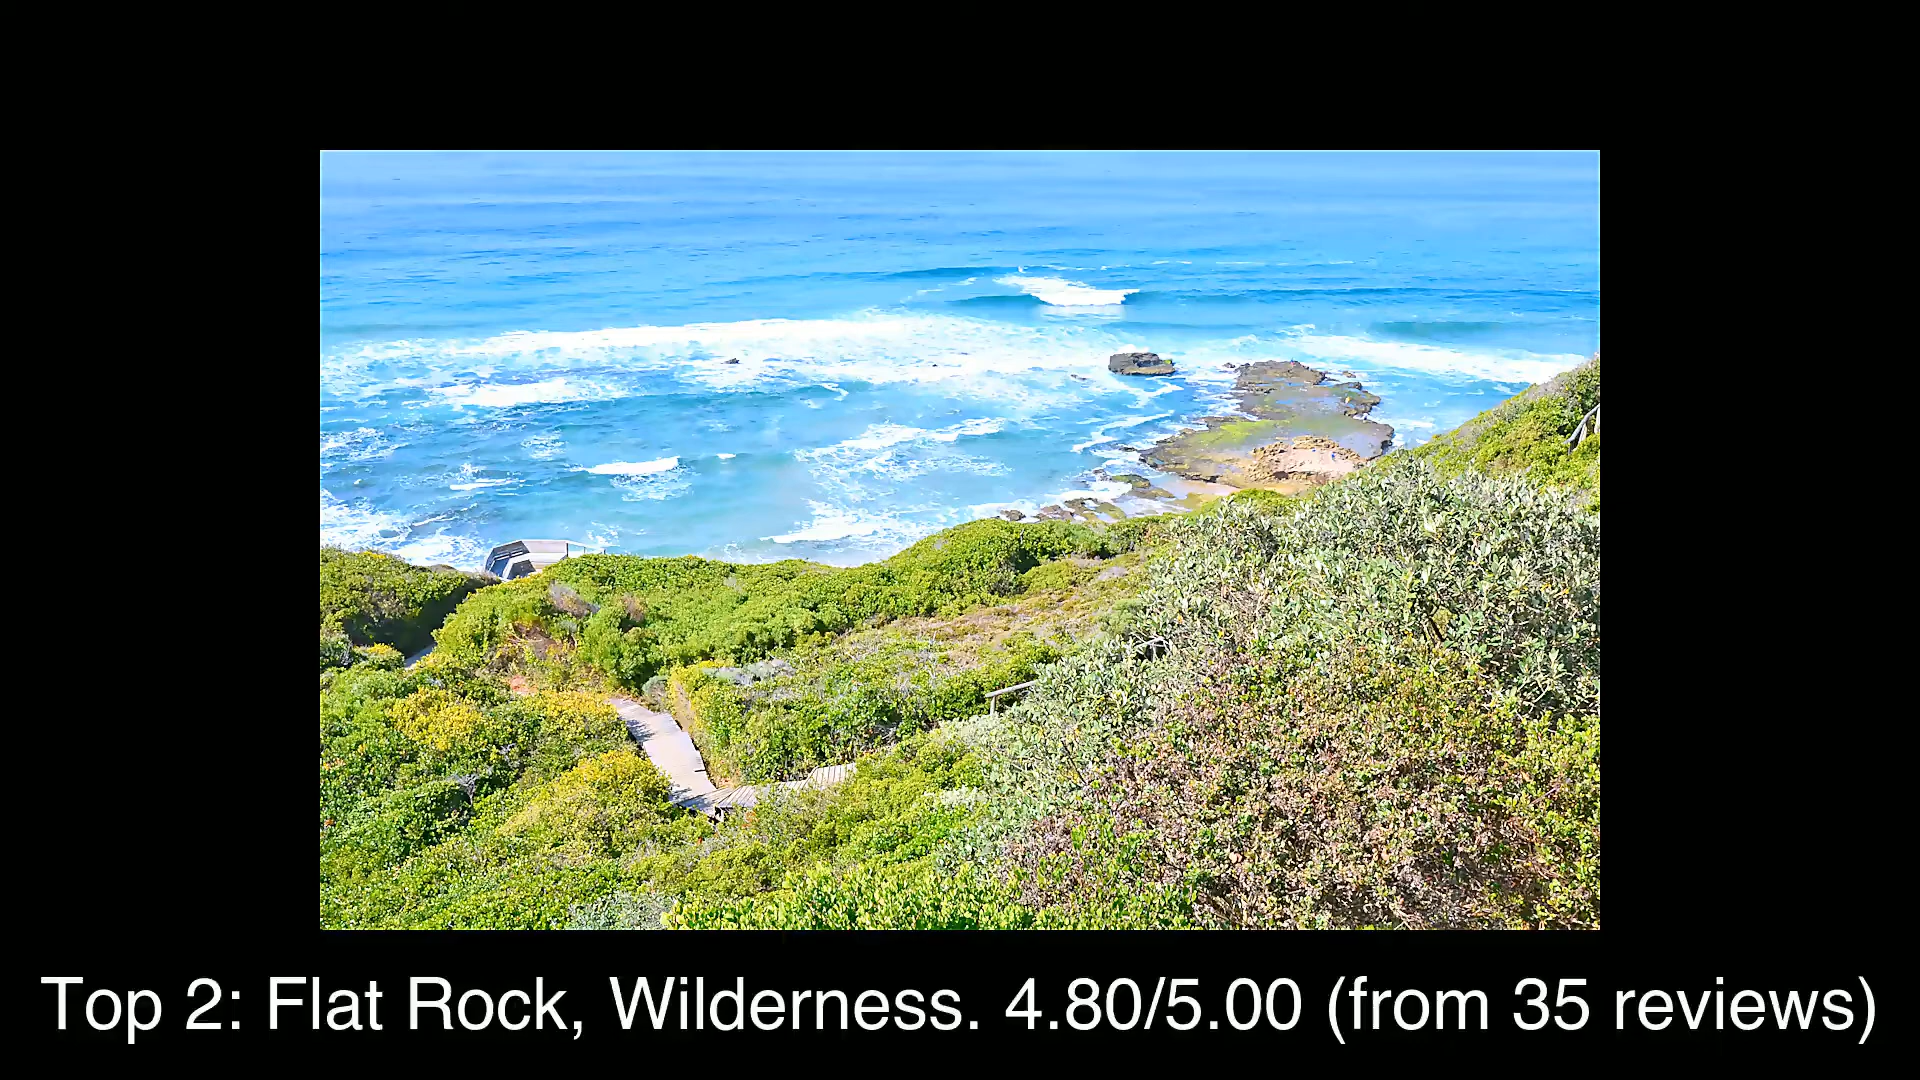 Top 2: Flat Rock, Wilderness. 4.80/5.00 (from 35 reviews)